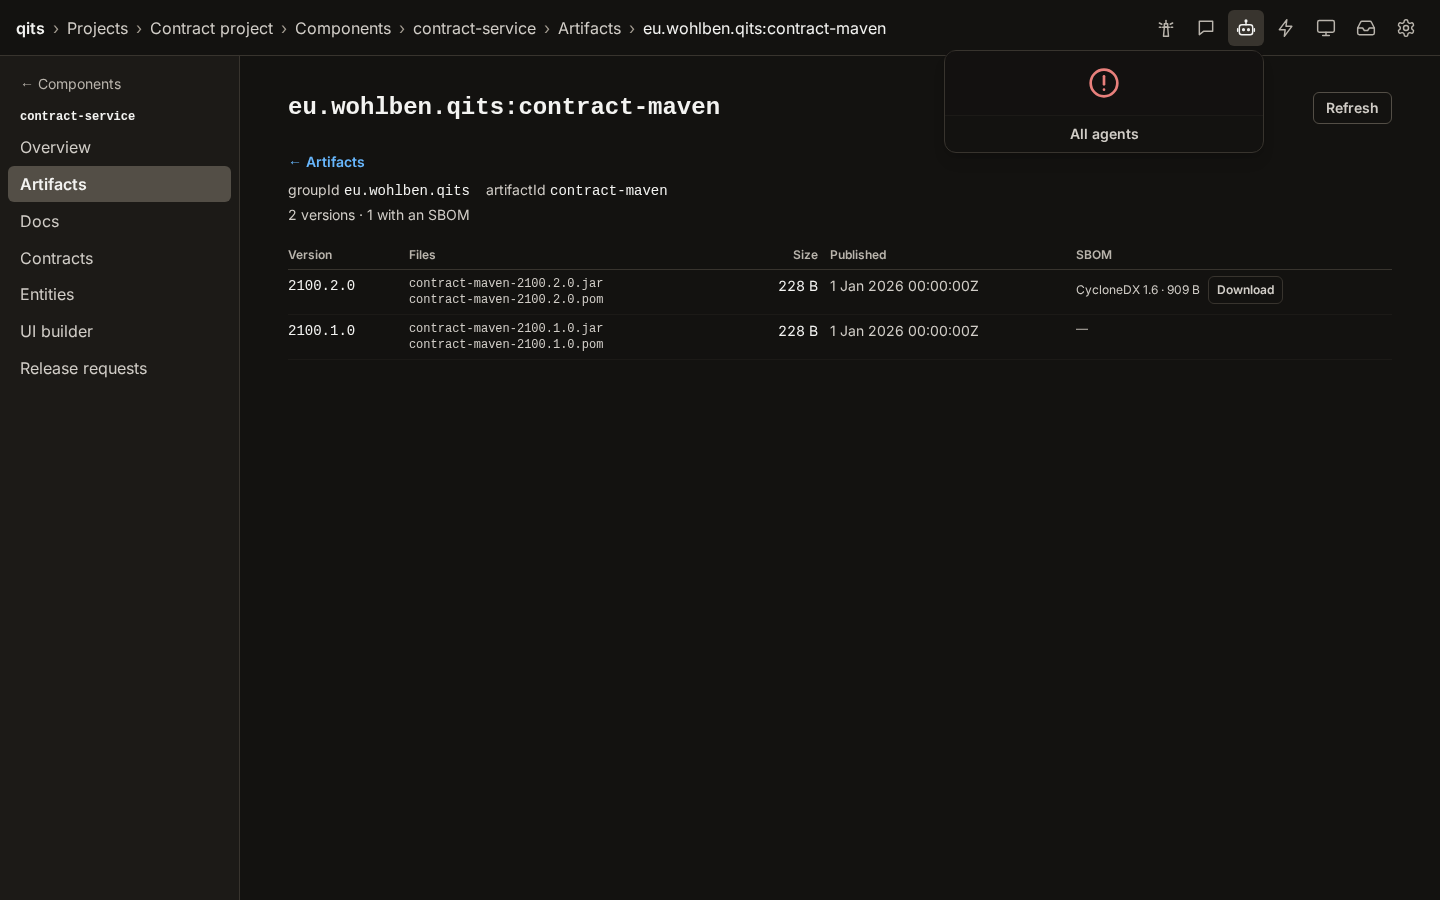 qits › Projects › Contract project › Components › contract-service › Artifacts › eu.wohlben.qits:contract-maven
← Components
contract-service
Overview
Artifacts
Docs
Contracts
Entities
UI builder
Release requests
eu.wohlben.qits:contract-maven
All agents
Refresh
← Artifacts
groupId eu.wohlben.qits artifactId contract-maven
2 versions · 1 with an SBOM
Version Files Size Published SBOM
2100.2.0 contract-maven-2100.2.0.jar 228 B 1 Jan 2026 00:00:00Z CycloneDX 1.6 · 909 B Download
contract-maven-2100.2.0.pom
2100.1.0 contract-maven-2100.1.0.jar 228 B 1 Jan 2026 00:00:00Z —
contract-maven-2100.1.0.pom